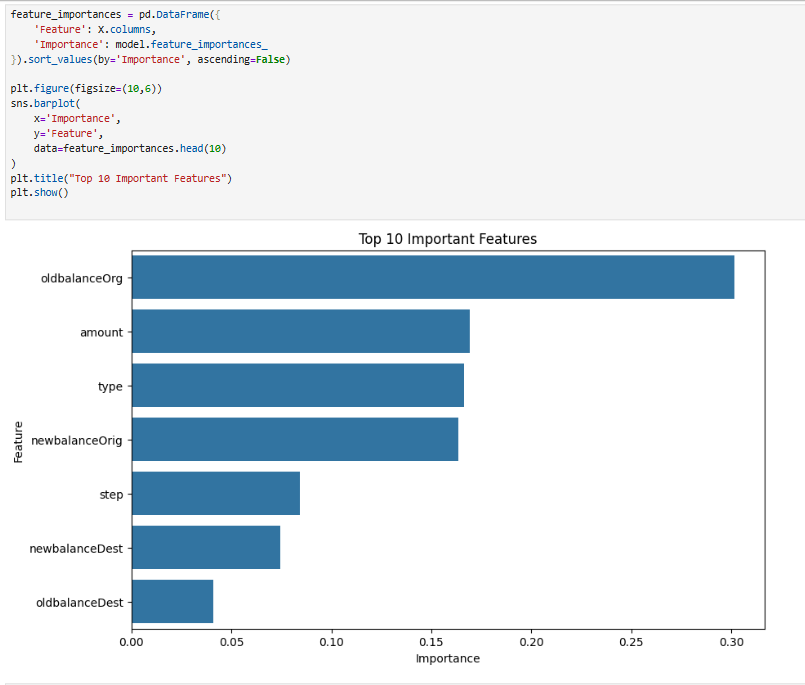 feature_importances = pd.DataFrame({
    'Feature': X.columns,
    'Importance': model.feature_importances_
}).sort_values(by='Importance', ascending=False)

plt.figure(figsize=(10,6))
sns.barplot(
    x='Importance',
    y='Feature',
    data=feature_importances.head(10)
)
plt.title("Top 10 Important Features")
plt.show()

Top 10 Important Features
oldbalanceOrg
amount
type
newbalanceOrig
step
newbalanceDest
oldbalanceDest
Feature
0.00 0.05 0.10 0.15 0.20 0.25 0.30
Importance